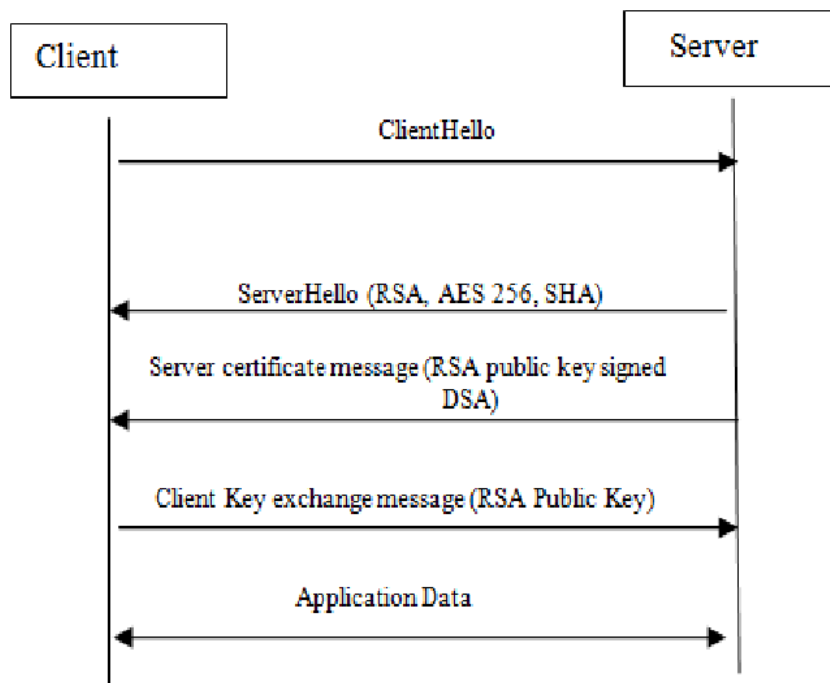 Client
Server
ClientHello
ServerHello (RSA, AES 256, SHA)
Server certificate message (RSA public key signed
DSA)
Client Key exchange message (RSA Public Key)
Application Data